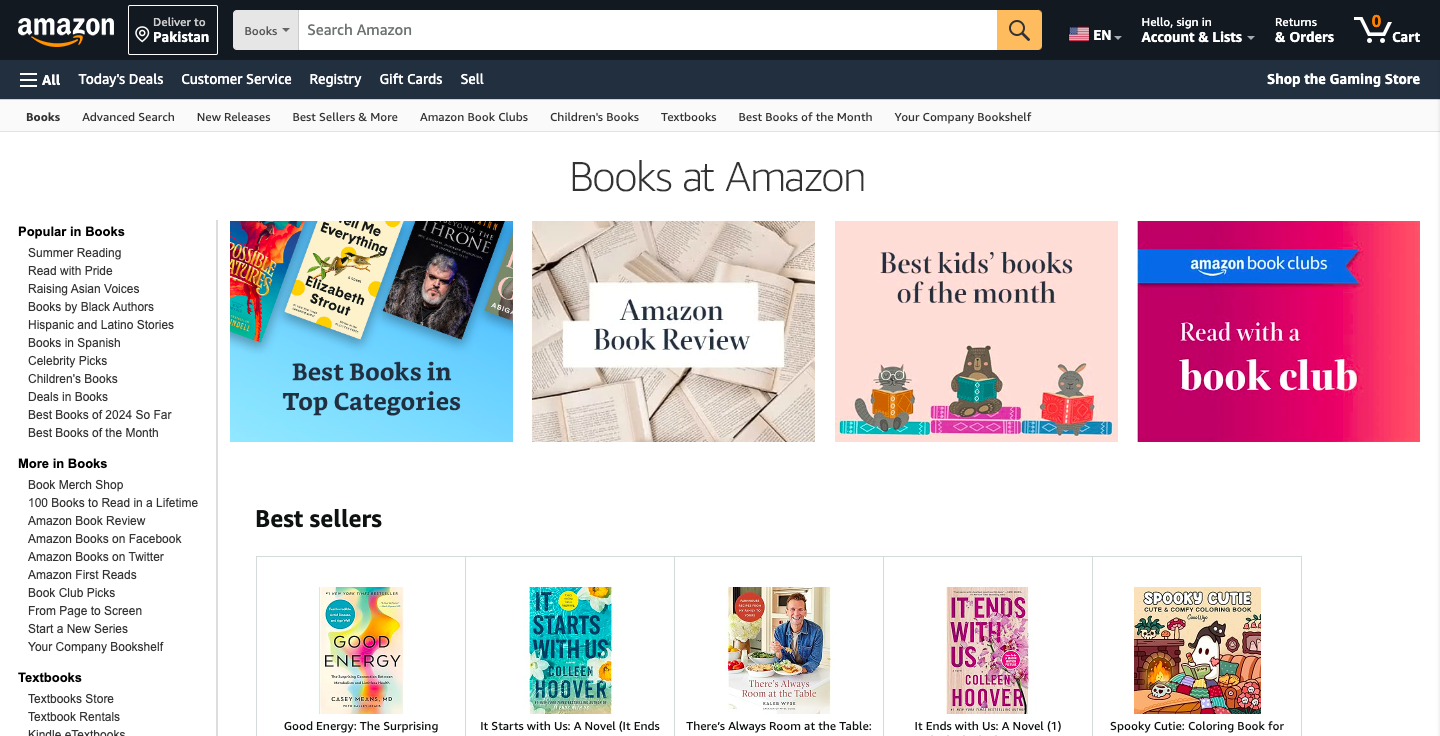 amazon
Deliver to
Pakistan
Books
Search Amazon
EN
Hello, sign in
Account & Lists
Returns
& Orders
0
Cart
All
Today's Deals
Customer Service
Registry
Gift Cards
Sell
Shop the Gaming Store
Books
Advanced Search
New Releases
Best Sellers & More
Amazon Book Clubs
Children's Books
Textbooks
Best Books of the Month
Your Company Bookshelf
Books at Amazon
Popular in Books
Summer Reading
Read with Pride
Raising Asian Voices
Books by Black Authors
Hispanic and Latino Stories
Books in Spanish
Celebrity Picks
Children's Books
Deals in Books
Best Books of 2024 So Far
Best Books of the Month
More in Books
Book Merch Shop
100 Books to Read in a Lifetime
Amazon Book Review
Amazon Books on Facebook
Amazon Books on Twitter
Amazon First Reads
Book Club Picks
From Page to Screen
Start a New Series
Your Company Bookshelf
Textbooks
Textbooks Store
Textbook Rentals
Kindle eTextbooks
Tell Me
Everything
Elizabeth
Strout
THRONE
Best Books in
Top Categories
Amazon
Book Review
Best kids' books
of the month
amazon book clubs
Read with a
book club
Best sellers
GOOD
ENERGY
CASEY MEANS, MD
Good Energy: The Surprising
IT
STARTS
WITH US
COLLEEN
HOOVER
It Starts with Us: A Novel (It Ends
There's Always
Room at the Table
KALEB WYSE
There's Always Room at the Table:
IT ENDS
WITH
US
COLLEEN
HOOVER
It Ends with Us: A Novel (1)
SPOOKY CUTIE
CUTE & COMFY COLORING BOOK
Spooky Cutie: Coloring Book for